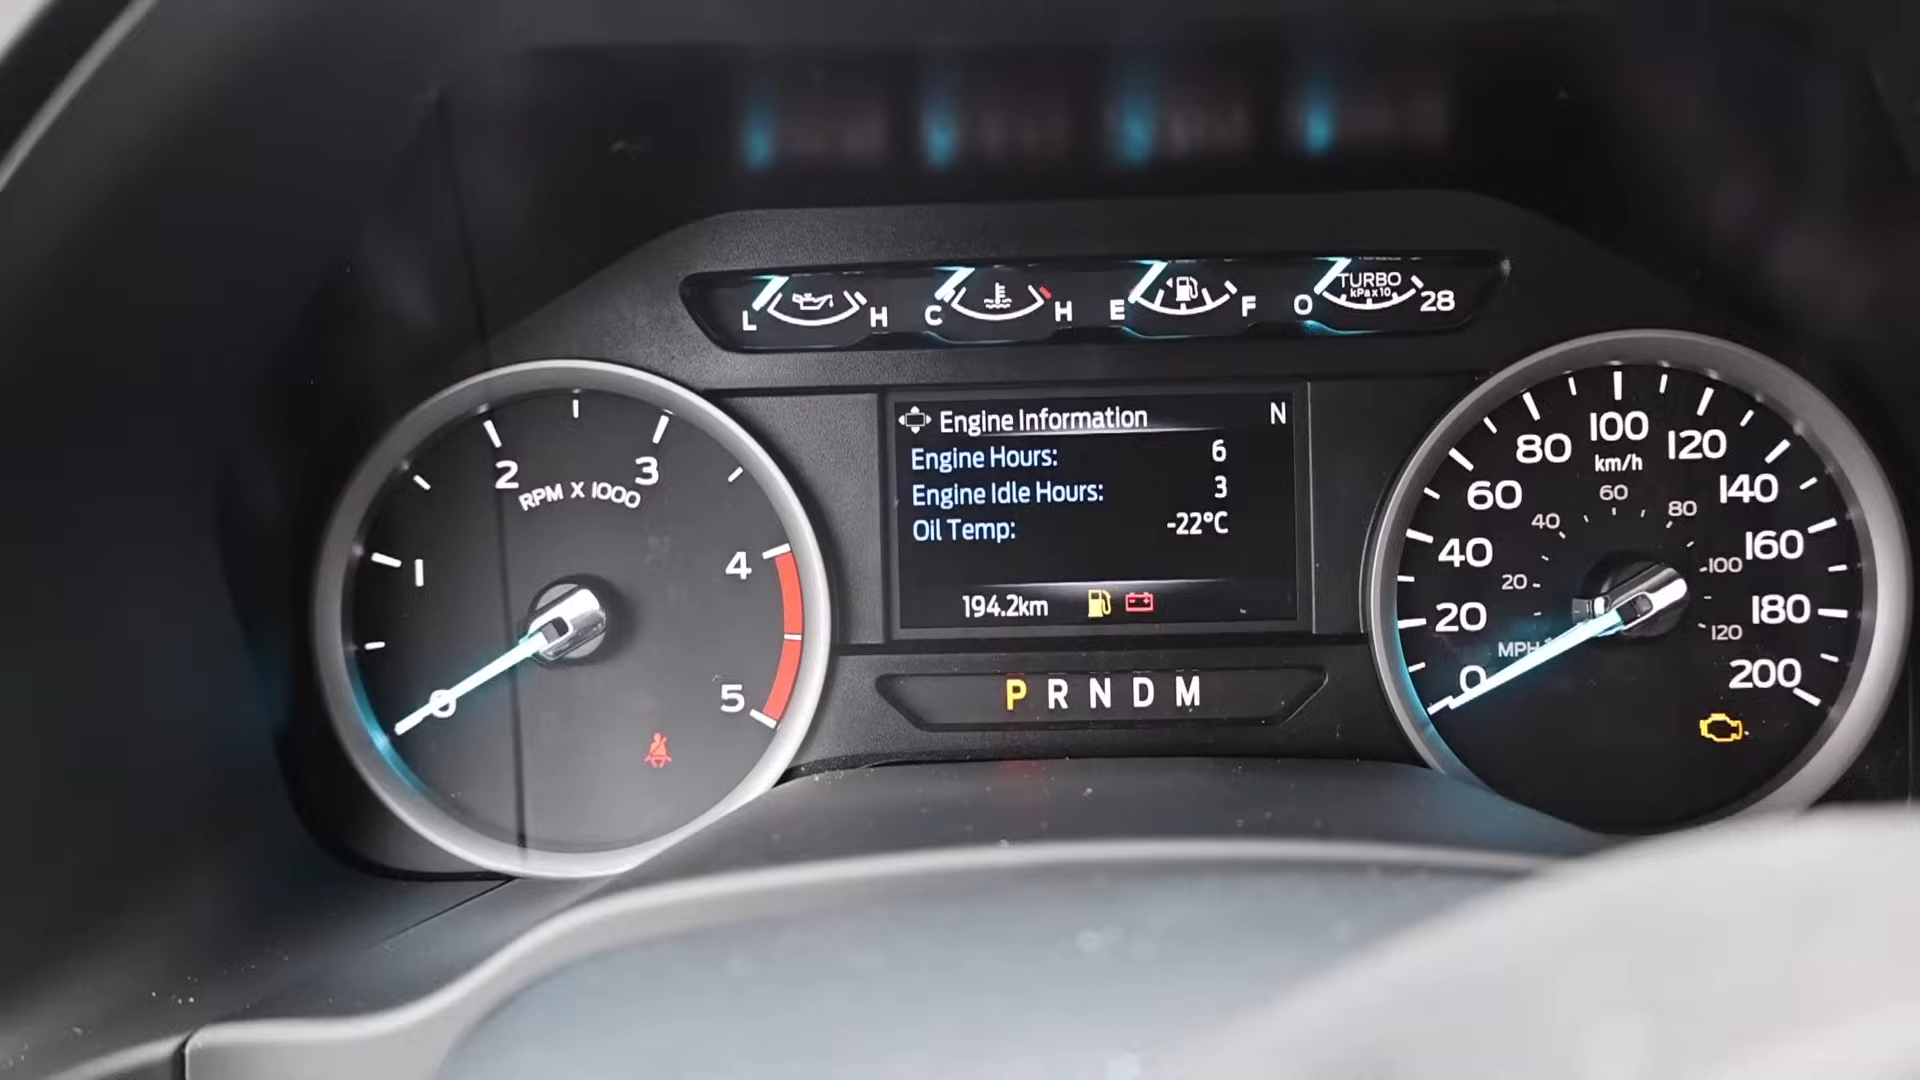 L H C H E F 0 TURBO kPa x 10 28
Engine Information N
Engine Hours: 6
Engine Idle Hours: 3
Oil Temp: -22°C
194.2km
P R N D M
0 1 2 3 4 5
RPM X 1000
0 20 40 60 80 100 120 140 160 180 200
km/h
20 40 60 80 100 120
MPH